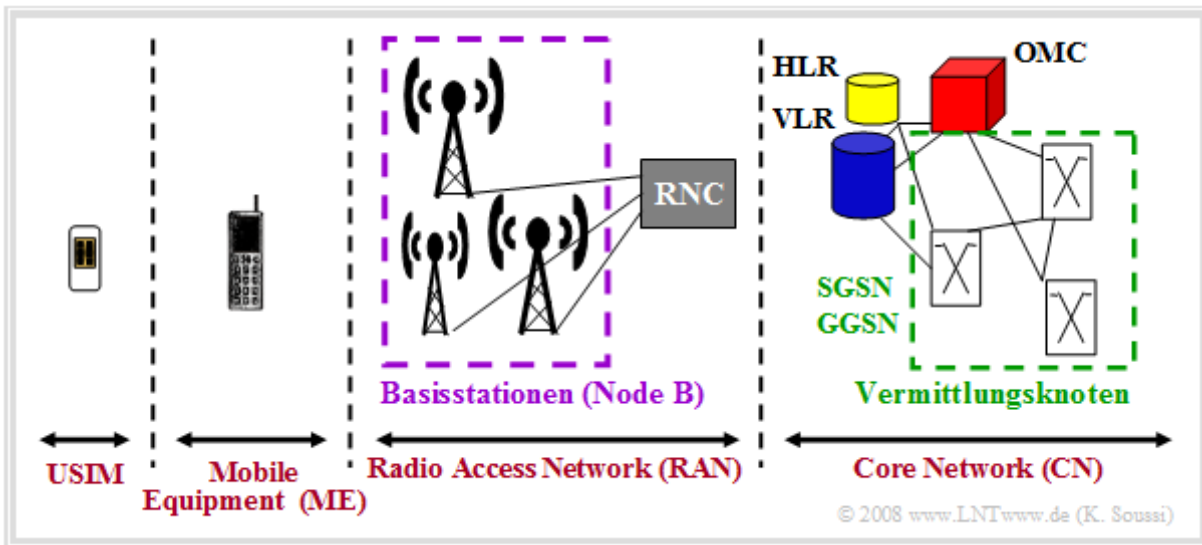 HLR
OMC
VLR
RNC
SGSN
GGSN
Basisstationen (Node B)
Vermittlungsknoten
USIM
Mobile
Equipment (ME)
Radio Access Network (RAN)
Core Network (CN)
© 2008 www.LNTwww.de (K. Soussi)